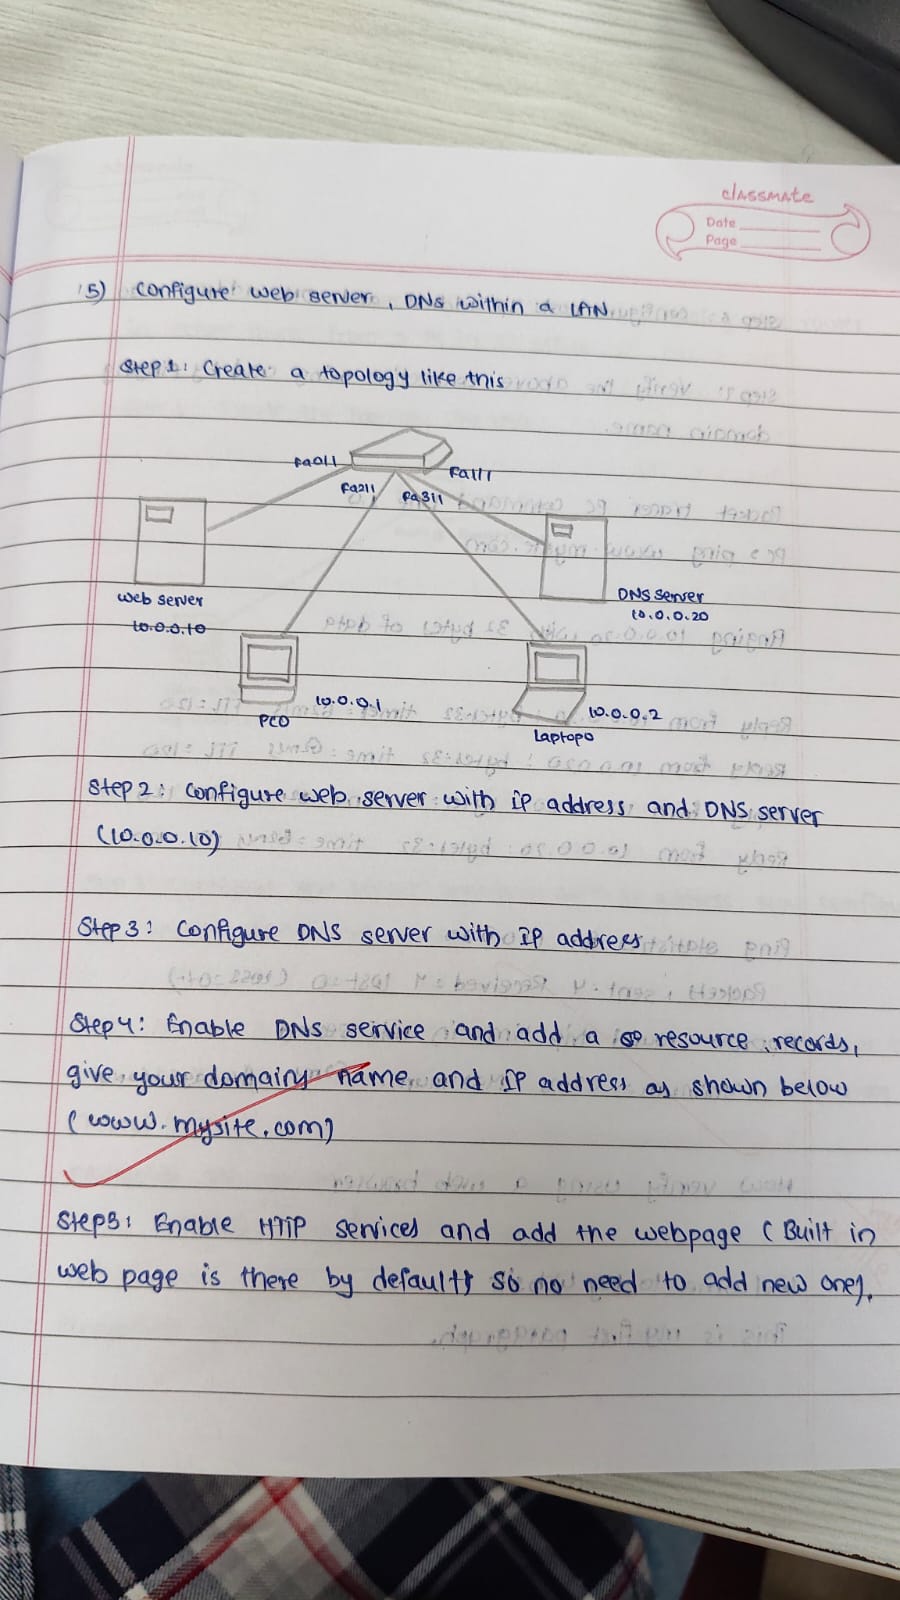 classmate
Date
Page
5) Configure web server, DNS within a LAN
Step 1: Create a topology like this
Fa0/1
Fa1/1
Fa2/1
Fa3/1
Web server
10.0.0.10
DNS server
10.0.0.20
PC0
10.0.0.1
Laptop0
10.0.0.2
Step 2: Configure web server with IP address and DNS server
(10.0.0.10)
Step 3: Configure DNS server with IP address
Step 4: Enable DNS service and add a resource records,
give your domain name and IP address as shown below
(www.mysite.com)
Step 5: Enable HTTP services and add the webpage (Built in
web page is there by default so no need to add new one).